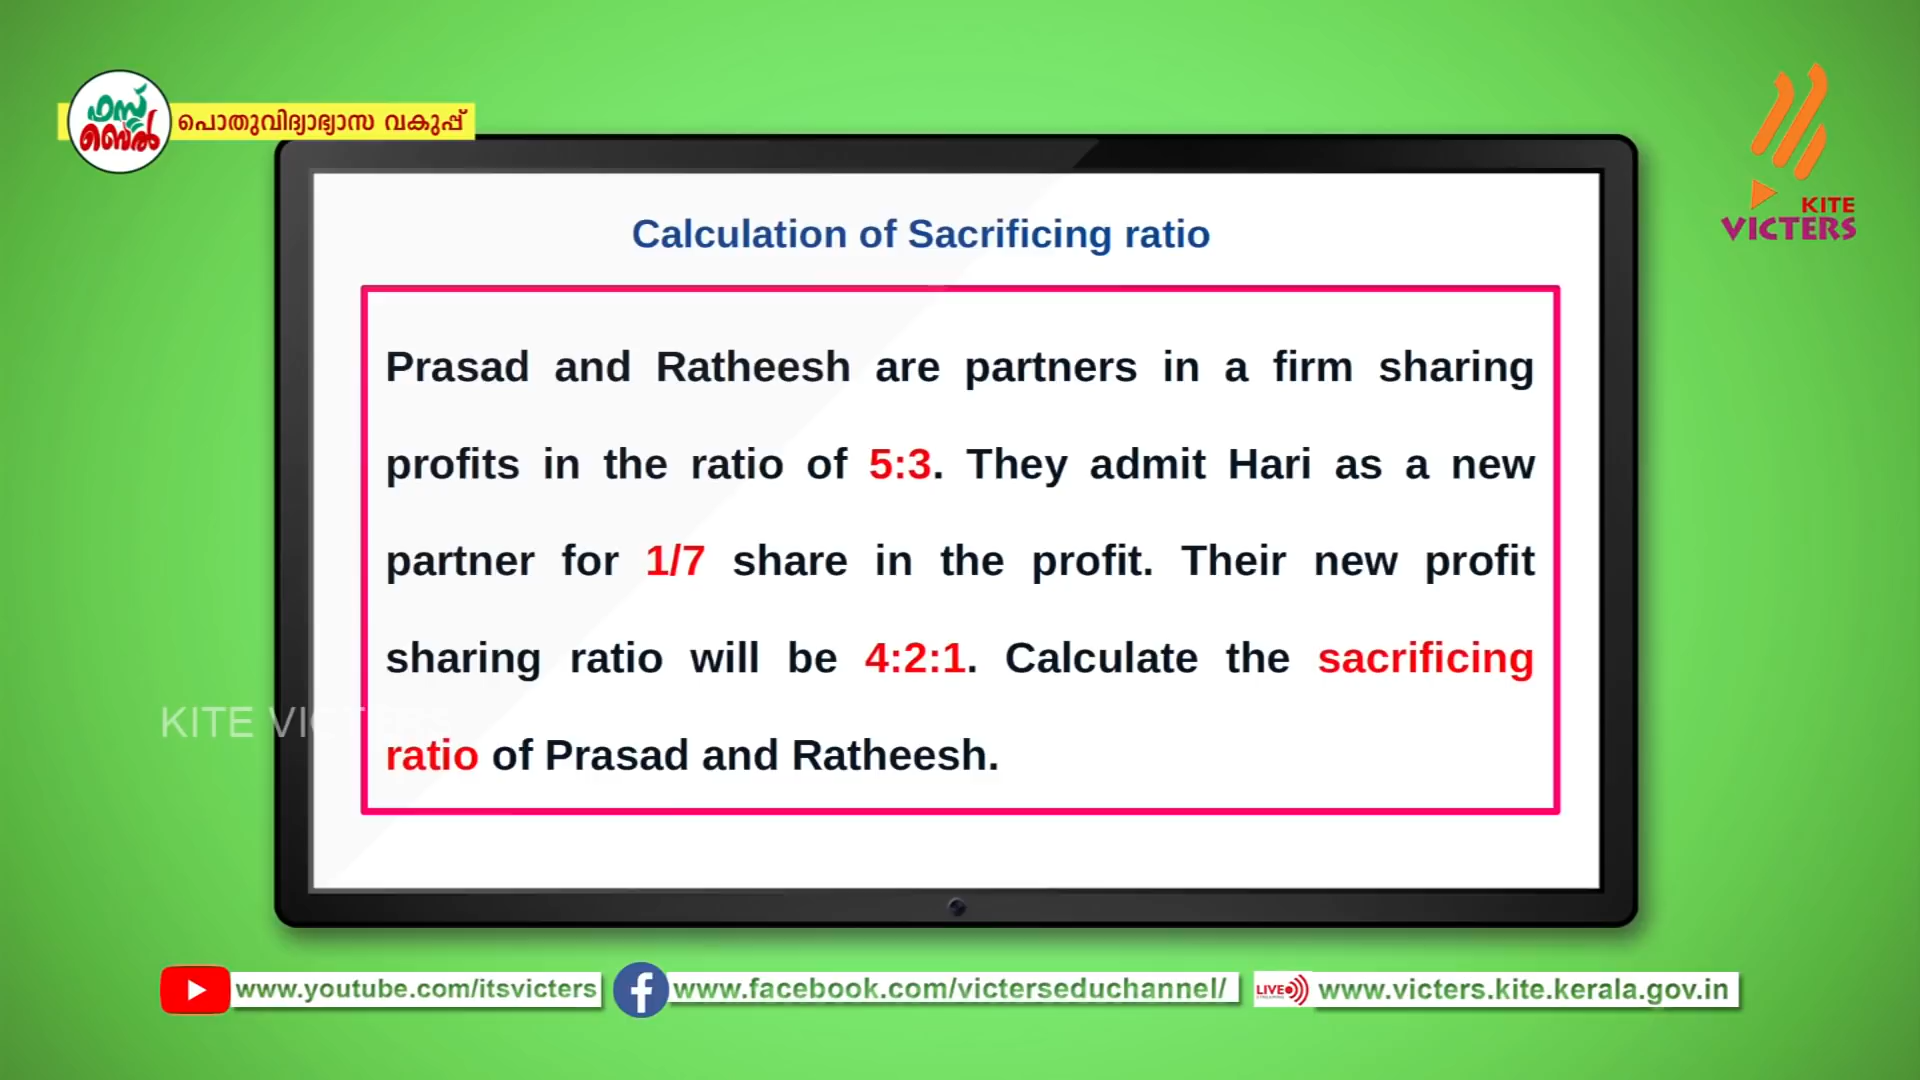 ഫസ്റ്റ്
ബെൽ
പൊതുവിദ്യാഭ്യാസ വകുപ്പ്
KITE
VICTERS
Calculation of Sacrificing ratio
Prasad and Ratheesh are partners in a firm sharing
profits in the ratio of 5:3. They admit Hari as a new
partner for 1/7 share in the profit. Their new profit
sharing ratio will be 4:2:1. Calculate the sacrificing
ratio of Prasad and Ratheesh.
KITE VICTERS
www.youtube.com/itsvicters
www.facebook.com/victerseduchannel/
LIVE
www.victers.kite.kerala.gov.in